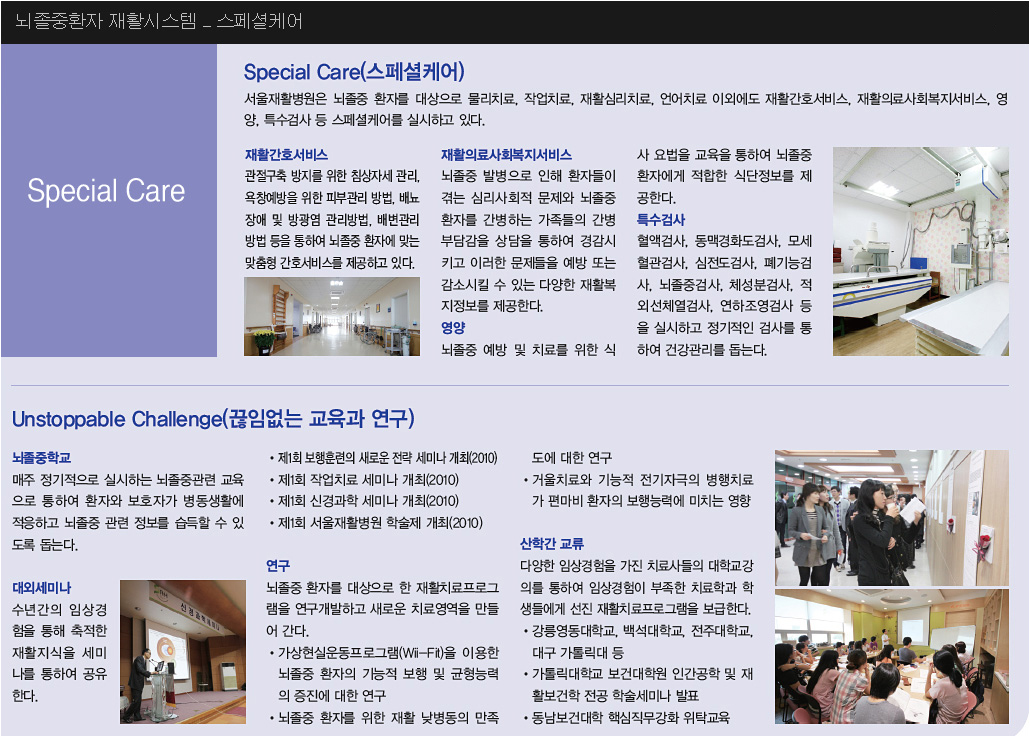 뇌졸중환자 재활시스템 _ 스페셜케어
Special Care
Special Care(스페셜케어)
서울재활병원은 뇌졸중 환자를 대상으로 물리치료, 작업치료, 재활심리치료, 언어치료 이외에도 재활간호서비스, 재활의료사회복지서비스, 영
양, 특수검사 등 스페셜케어를 실시하고 있다.
재활간호서비스
관절구축 방지를 위한 침상자세 관리,
욕창예방을 위한 피부관리 방법, 배뇨
장애 및 방광염 관리방법, 배변관리
방법 등을 통하여 뇌졸중 환자에 맞는
맞춤형 간호서비스를 제공하고 있다.
재활의료사회복지서비스
뇌졸중 발병으로 인해 환자들이
겪는 심리사회적 문제와 뇌졸중
환자를 간병하는 가족들의 간병
부담감을 상담을 통하여 경감시
키고 이러한 문제들을 예방 또는
감소시킬 수 있는 다양한 재활복
지정보를 제공한다.
영양
뇌졸중 예방 및 치료를 위한 식
사 요법을 교육을 통하여 뇌졸중
환자에게 적합한 식단정보를 제
공한다.
특수검사
혈액검사, 동맥경화도검사, 모세
혈관검사, 심전도검사, 폐기능검
사, 뇌졸중검사, 체성분검사, 적
외선체열검사, 연하조영검사 등
을 실시하고 정기적인 검사를 통
하여 건강관리를 돕는다.
Unstoppable Challenge(끊임없는 교육과 연구)
뇌졸중학교
매주 정기적으로 실시하는 뇌졸중관련 교육
으로 통하여 환자와 보호자가 병동생활에
적응하고 뇌졸중 관련 정보를 습득할 수 있
도록 돕는다.
대외세미나
수년간의 임상경
험을 통해 축적한
재활지식을 세미
나를 통하여 공유
한다.
신경과학세미나
• 제1회 보행훈련의 새로운 전략 세미나 개최(2010)
• 제1회 작업치료 세미나 개최(2010)
• 제1회 신경과학 세미나 개최(2010)
• 제1회 서울재활병원 학술제 개최(2010)
연구
뇌졸중 환자를 대상으로 한 재활치료프로그
램을 연구개발하고 새로운 치료영역을 만들
어 간다.
• 가상현실운동프로그램(Wii-Fit)을 이용한
뇌졸중 환자의 기능적 보행 및 균형능력
의 증진에 대한 연구
• 뇌졸중 환자를 위한 재활 낮병동의 만족
도에 대한 연구
• 거울치료와 기능적 전기자극의 병행치료
가 편마비 환자의 보행능력에 미치는 영향
산학간 교류
다양한 임상경험을 가진 치료사들의 대학교강
의를 통하여 임상경험이 부족한 치료학과 학
생들에게 선진 재활치료프로그램을 보급한다.
• 강릉영동대학교, 백석대학교, 전주대학교,
대구 가톨릭대 등
• 가톨릭대학교 보건대학원 인간공학 및 재
활보건학 전공 학술세미나 발표
• 동남보건대학 핵심직무강화 위탁교육